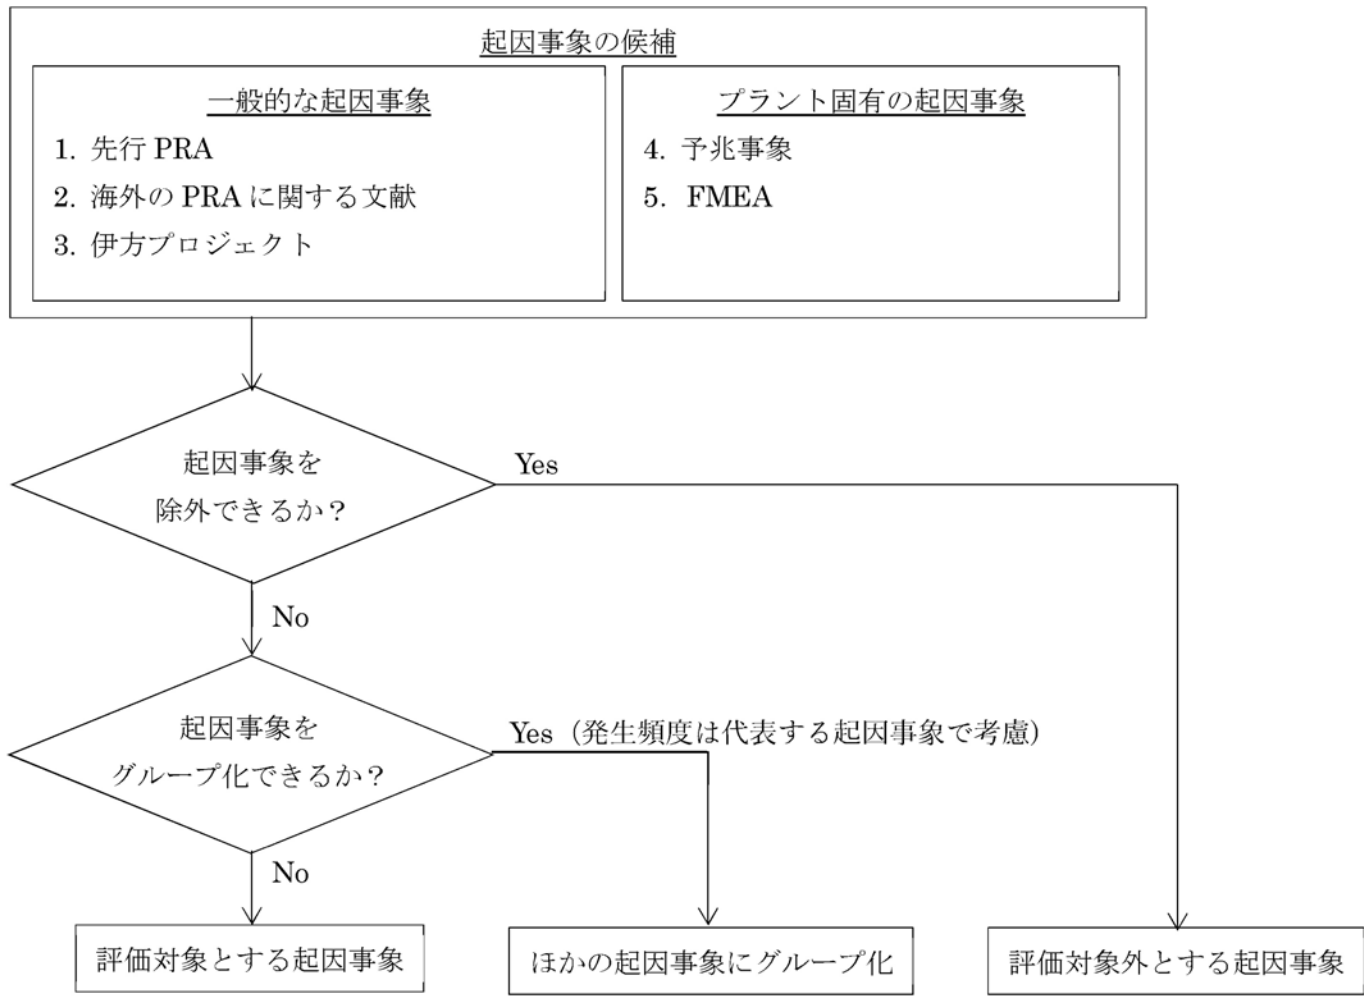 起因事象の候補
一般的な起因事象
1. 先行 PRA
2. 海外の PRA に関する文献
3. 伊方プロジェクト
プラント固有の起因事象
4. 予兆事象
5. FMEA
起因事象を
除外できるか？
Yes
No
起因事象を
グループ化できるか？
Yes（発生頻度は代表する起因事象で考慮）
No
評価対象とする起因事象
ほかの起因事象にグループ化
評価対象外とする起因事象